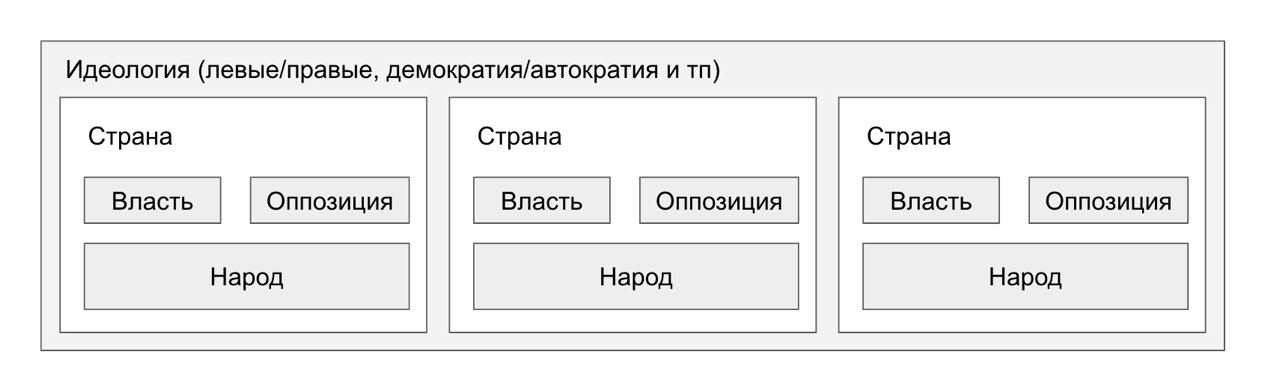 Идеология (левые/правые, демократия/автократия и тп)
Страна
Власть
Оппозиция
Народ
Страна
Власть
Оппозиция
Народ
Страна
Власть
Оппозиция
Народ